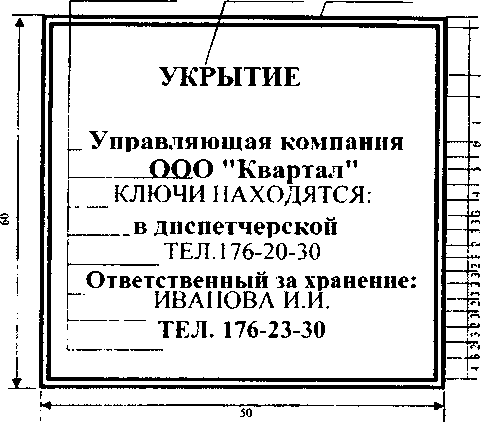 УКРЫТИЕ
Управляющая компания
ООО "Квартал"
КЛЮЧИ НАХОДЯТСЯ:
в диспетчерской
ТЕЛ.176-20-30
Ответственный за хранение:
ИВАНОВА И.И.
ТЕЛ. 176-23-30
60
50